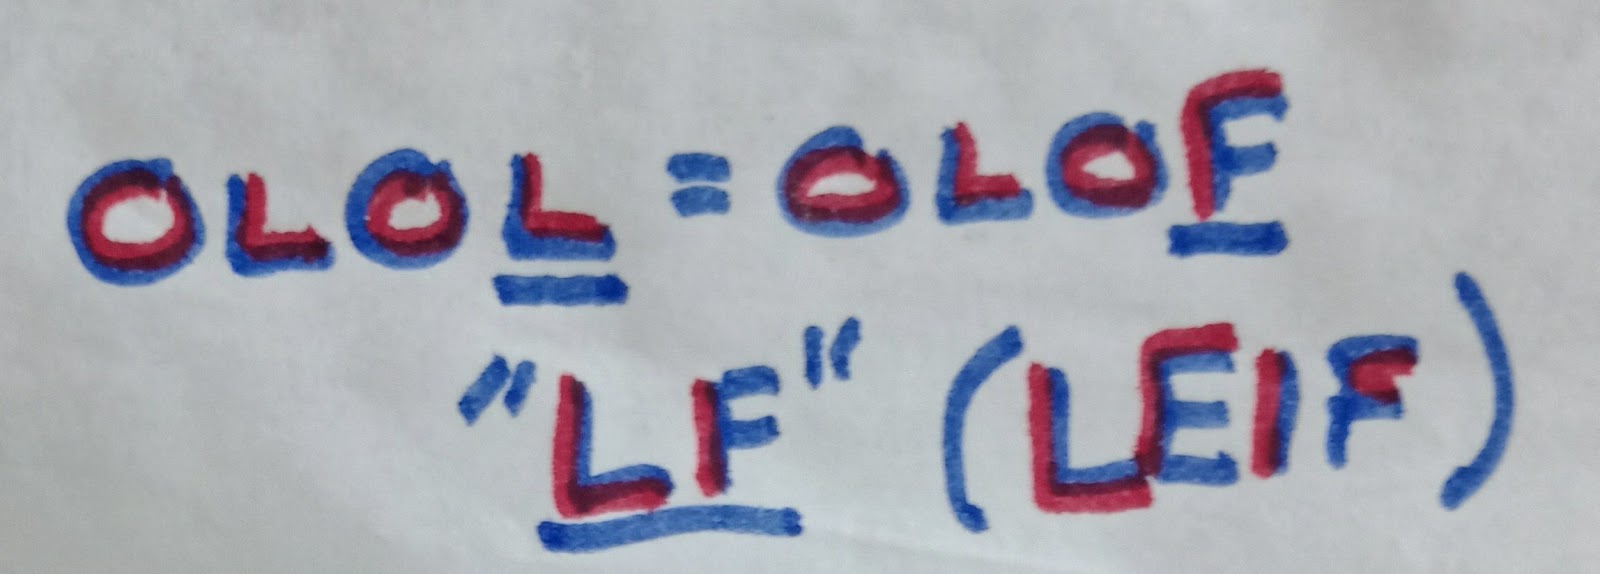 OLOL = OLOF
"LF" (LEIF)